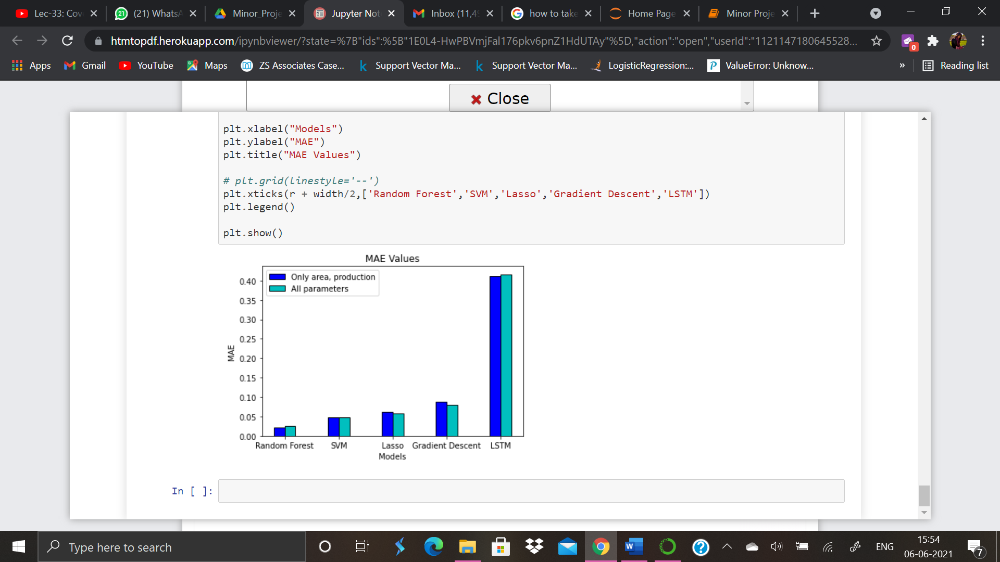 Lec-33: Cov
(21) WhatsA
Minor_Proje
Jupyter Not
Inbox (11,49
how to take
Home Page
Minor Proje
htmtopdf.herokuapp.com/ipynbviewer/?state=%7B"ids":%5B"1E0L4-HwPBVmjFal176pkv6pnZ1HdUTAy"%5D,"action":"open","userId":"1121147180645528...
0
Apps
Gmail
YouTube
Maps
ZS Associates Case...
Support Vector Ma...
Support Vector Ma...
LogisticRegression:...
ValueError: Unknow...
»
Reading list
Close
plt.xlabel("Models")
plt.ylabel("MAE")
plt.title("MAE Values")
# plt.grid(linestyle='--')
plt.xticks(r + width/2,['Random Forest','SVM','Lasso','Gradient Descent','LSTM'])
plt.legend()
plt.show()
MAE Values
Only area, production
All parameters
0.40
0.35
0.30
0.25
0.20
0.15
0.10
0.05
0.00
MAE
Random Forest SVM Lasso Gradient Descent LSTM
Models
In [ ]:
Type here to search
ENG
15:54
06-06-2021
7